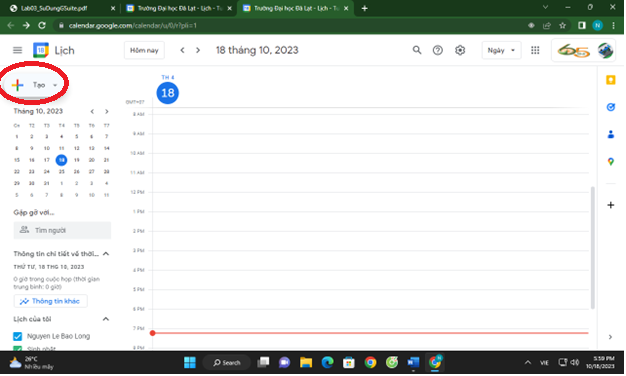 Lab03_SuDungGSuite.pdf
Trường Đại học Đà Lạt - Lịch - Tu
Trường Đại học Đà Lạt - Lịch - Tu
calendar.google.com/calendar/u/0/r?pli=1
N
Lịch
Hôm nay
18 tháng 10, 2023
Ngày
Tạo
TH 4
18
GMT+07
Tháng 10, 2023
CN T2 T3 T4 T5 T6 T7
1 2 3 4 5 6 7
8 9 10 11 12 13 14
15 16 17 18 19 20 21
22 23 24 25 26 27 28
29 30 31 1 2 3 4
5 6 7 8 9 10 11
8 AM
9 AM
10 AM
11 AM
12 PM
1 PM
2 PM
3 PM
4 PM
5 PM
6 PM
7 PM
8 PM
Gặp gỡ với...
Tìm người
Thông tin chi tiết về thời...
THỨ TƯ, 18 THG 10, 2023
0 giờ trong cuộc họp (thời gian
trung bình: 0 giờ)
Thông tin khác
Lịch của tôi
Nguyen Le Bao Long
Sinh nhật
26°C
Nhiều mây
Search
VIE
5:59 PM
10/18/2023